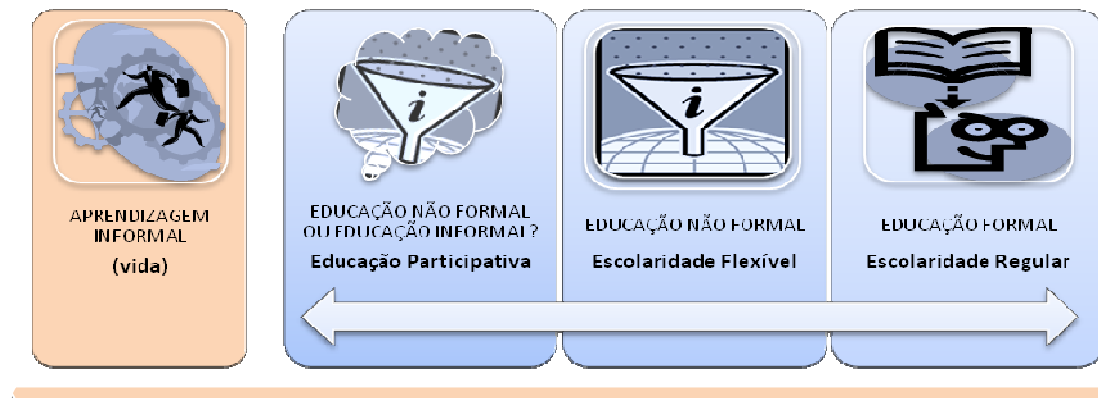 APRENDIZAGEM
INFORMAL
(vida)
i
EDUCAÇÃO NÃO FORMAL
OU EDUCAÇÃO INFORMAL?
Educação Participativa
i
EDUCAÇÃO NÃO FORMAL
Escolaridade Flexível
EDUCAÇÃO FORMAL
Escolaridade Regular